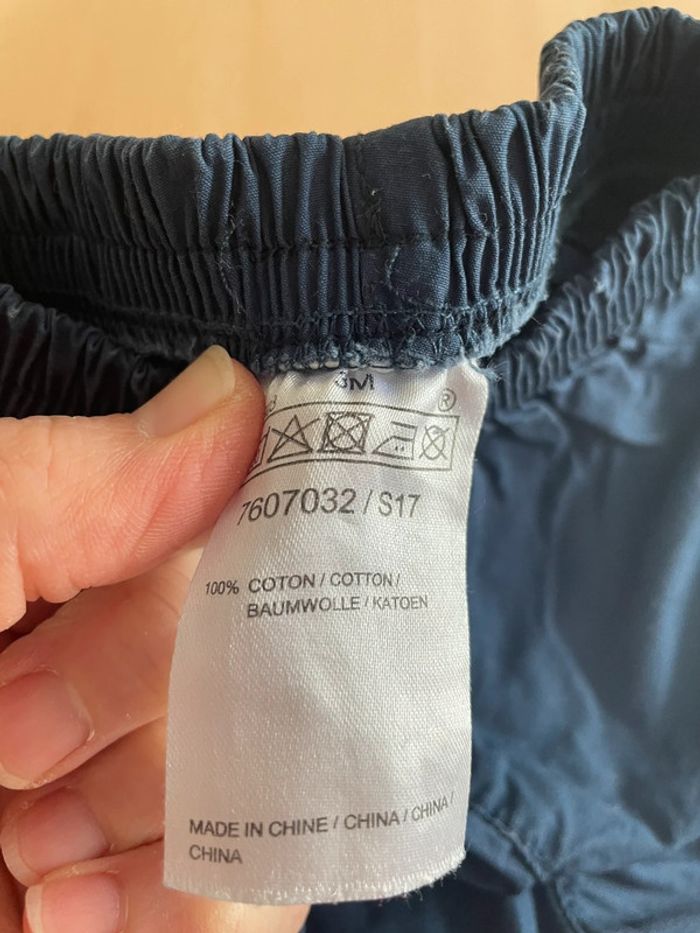 3M
®
7607032 / S17
100% COTON / COTTON /
BAUMWOLLE / KATOEN
MADE IN CHINE / CHINA / CHINA /
CHINA